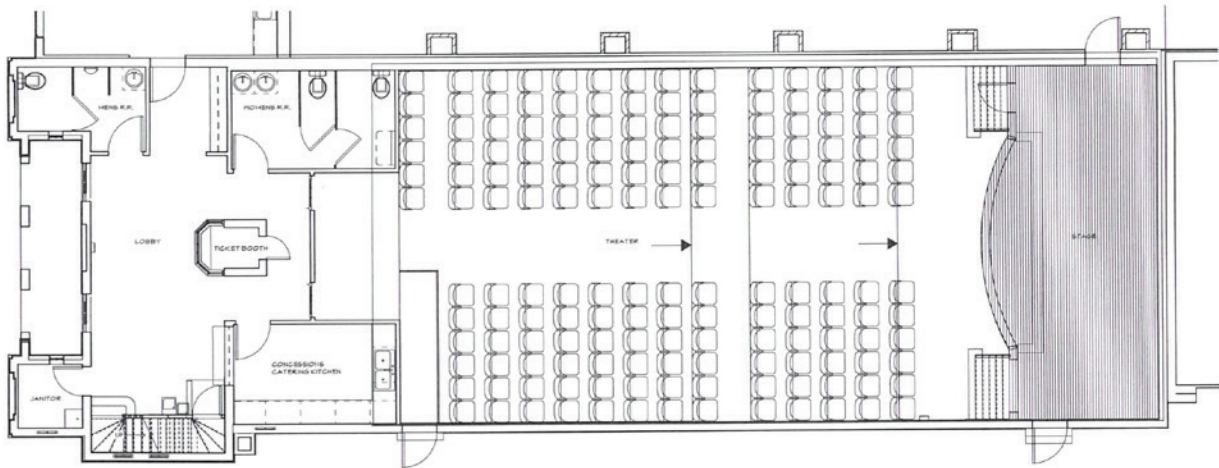 MENS R.R.
WOMENS R.R.
LOBBY
TICKET BOOTH
THEATER
STAGE
CONCESSIONS
CATERING KITCHEN
JANITOR